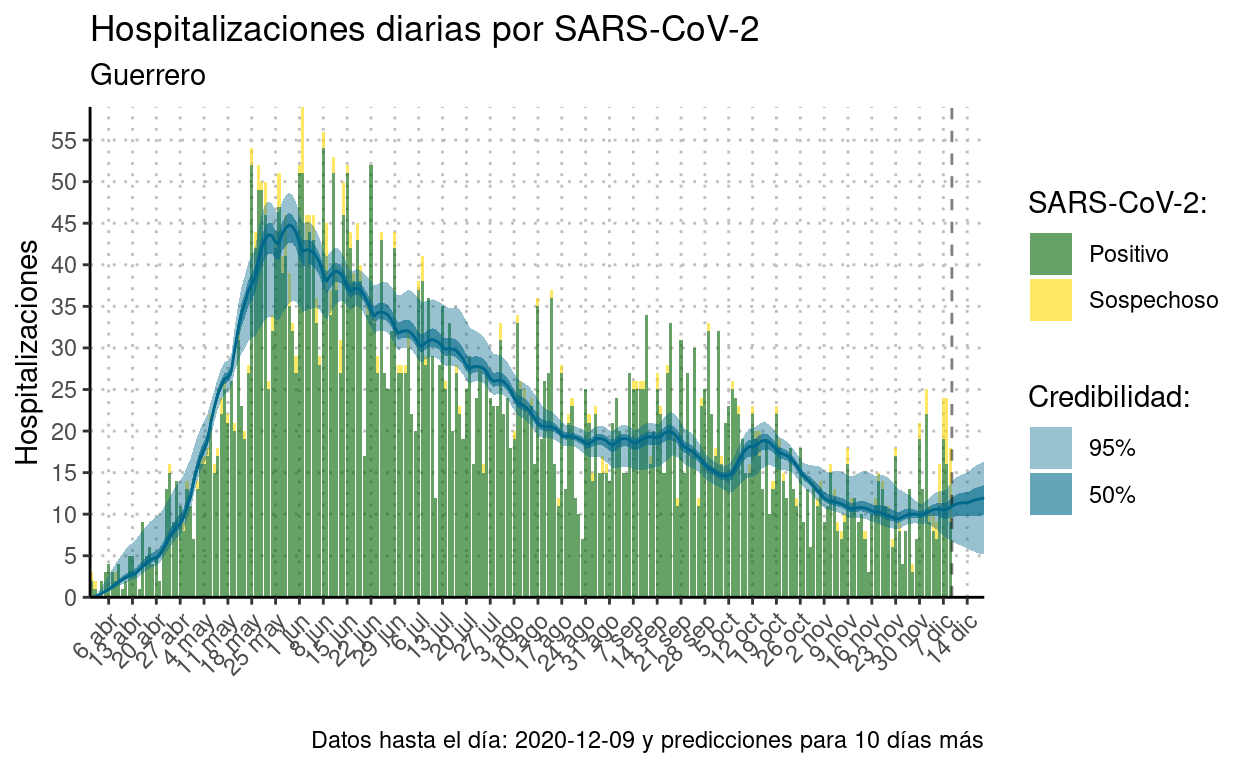 Hospitalizaciones diarias por SARS-CoV-2
Guerrero
Hospitalizaciones
55
50
45
40
35
30
25
20
15
10
5
0
6 abr
13 abr
20 abr
27 abr
4 may
11 may
18 may
25 may
1 jun
8 jun
15 jun
22 jun
29 jun
6 jul
13 jul
20 jul
27 jul
3 ago
10 ago
17 ago
24 ago
31 ago
7 sep
14 sep
21 sep
28 sep
5 oct
12 oct
19 oct
26 oct
2 nov
9 nov
16 nov
23 nov
30 nov
7 dic
14 dic
SARS-CoV-2:
Positivo
Sospechoso
Credibilidad:
95%
50%
Datos hasta el día: 2020-12-09 y predicciones para 10 días más